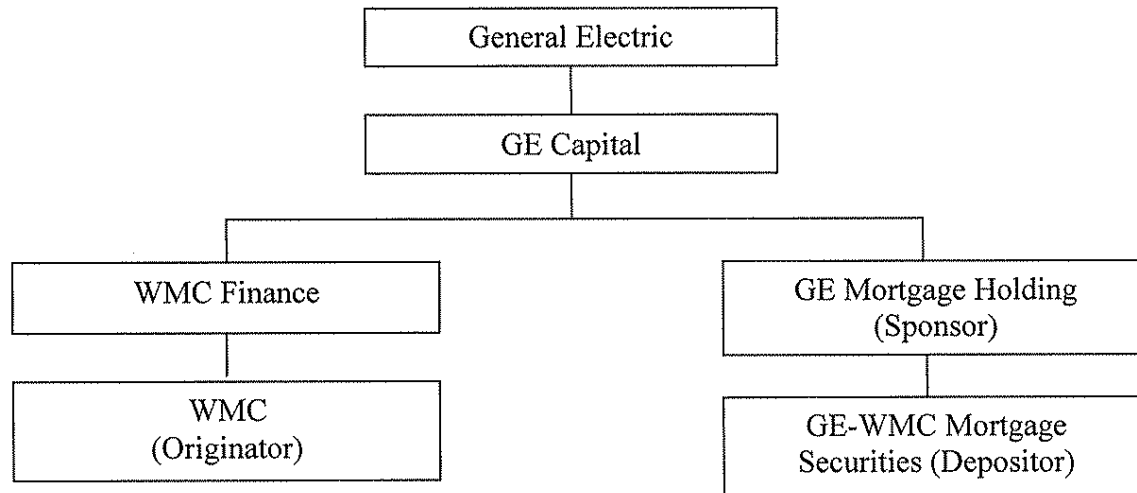 General Electric
GE Capital
WMC Finance
GE Mortgage Holding
(Sponsor)
WMC
(Originator)
GE-WMC Mortgage
Securities (Depositor)